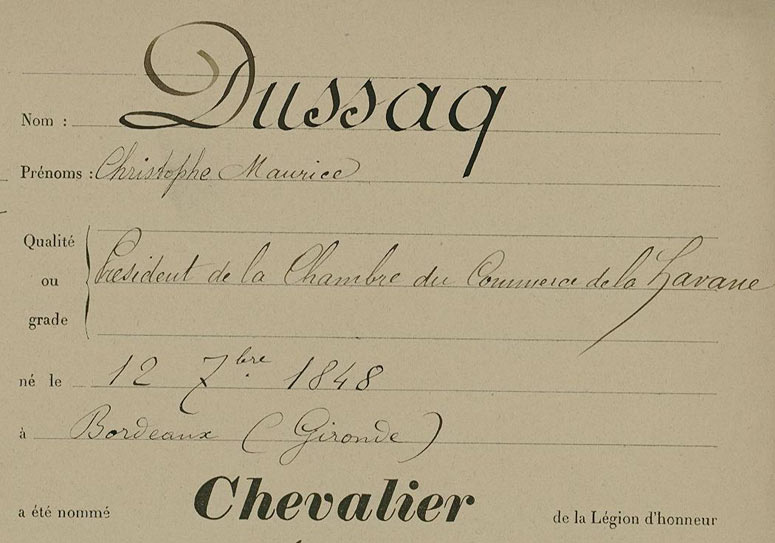 Nom : Dussaq
Prénoms : Christophe Maurice
Qualité
ou
grade
Président de la Chambre du Commerce de la Havane
né le 12 7bre 1848
à Bordeaux (Gironde)
a été nommé Chevalier de la Légion d'honneur